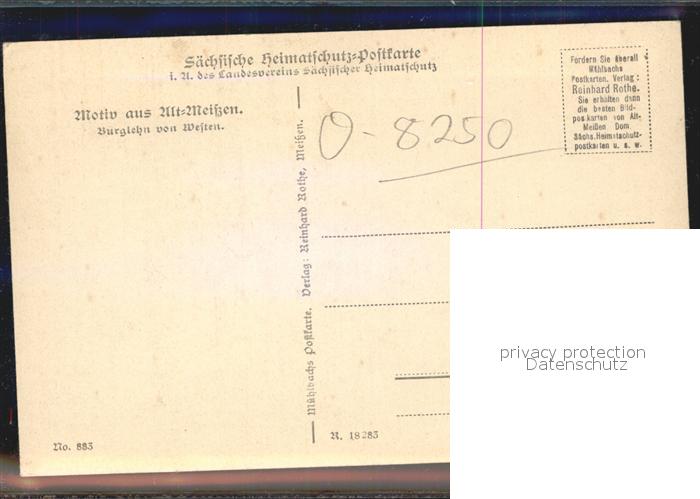 Sächsische Heimatschutz-Postkarte
i. A. des Landesvereins Sächsischer Heimatschutz
Motiv aus Alt-Meißen.
Burglehn von Westen.
O-8250
Fordern Sie überall
Mühlbachs
Postkarten. Verlag:
Reinhard Rothe.
Sie erhalten dann
die besten Bild-
postkarten von Alt-
Meißen Dom
Sächs. Heimatschutz-
postkarten u. s. w.
Mühlbachs Postkarte. Verlag: Reinhard Rothe, Meißen.
No. 883
R. 18283
privacy protection
Datenschutz